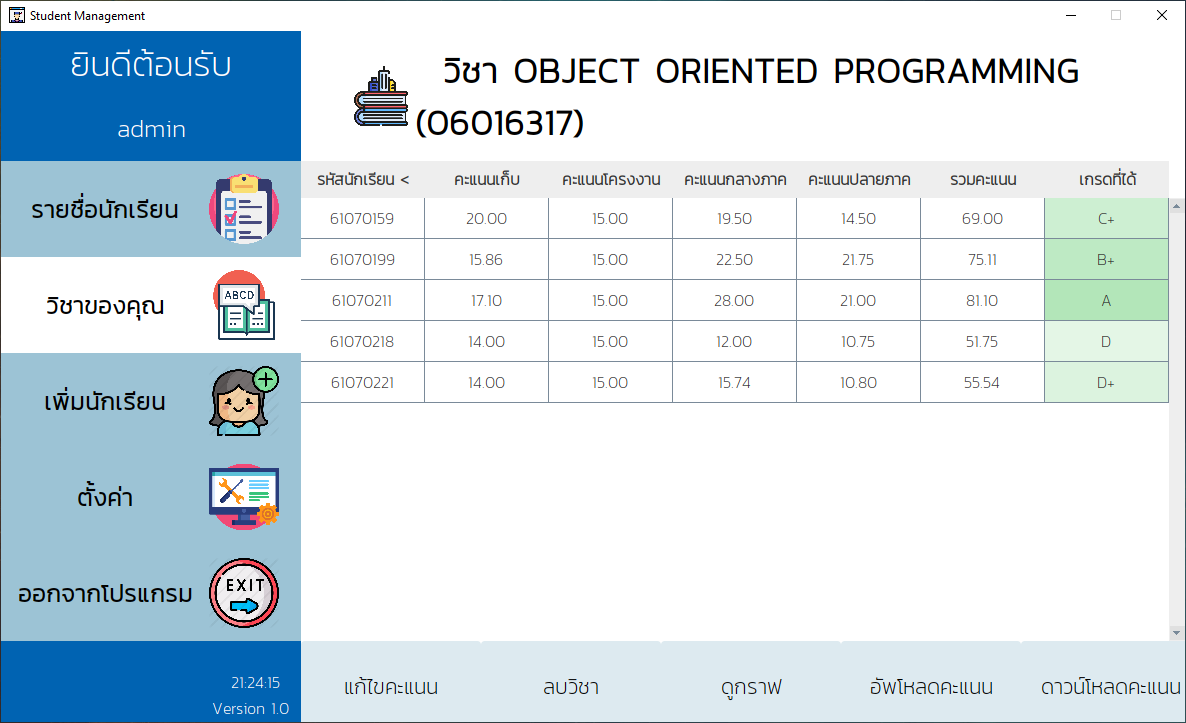 Student Management
ยินดีต้อนรับ
admin
รายชื่อนักเรียน
วิชาของคุณ
ABCD
เพิ่มนักเรียน
ตั้งค่า
ออกจากโปรแกรม
EXIT
21:24:15
Version 1.0
วิชา OBJECT ORIENTED PROGRAMMING
(06016317)
รหัสนักเรียน < คะแนนเก็บ คะแนนโครงงาน คะแนนกลางภาค คะแนนปลายภาค รวมคะแนน เกรดที่ได้
61070159 20.00 15.00 19.50 14.50 69.00 C+
61070199 15.86 15.00 22.50 21.75 75.11 B+
61070211 17.10 15.00 28.00 21.00 81.10 A
61070218 14.00 15.00 12.00 10.75 51.75 D
61070221 14.00 15.00 15.74 10.80 55.54 D+
แก้ไขคะแนน ลบวิชา ดูกราฟ อัพโหลดคะแนน ดาวน์โหลดคะแนน